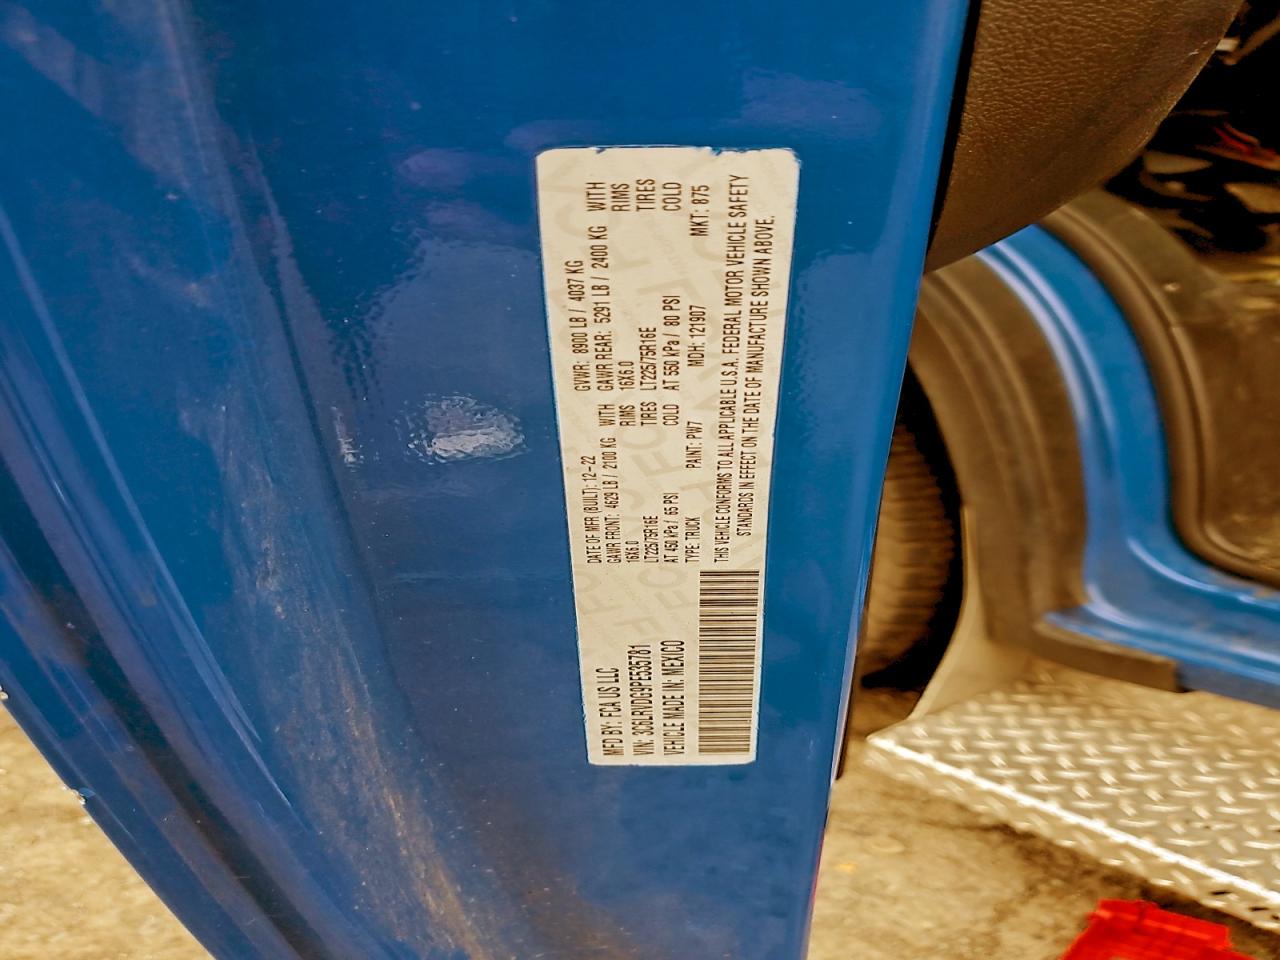 MFD BY: FCA US LLC
DATE OF MFR (BUILT): 12-22
GVWR: 8900 LB / 4037 KG
GAWR FRONT: 4629 LB / 2100 KG WITH
GAWR REAR: 5291 LB / 2400 KG WITH
16X6.0 RIMS
16X6.0 RIMS
LT225/75R16E TIRES
LT225/75R16E TIRES
AT 450 kPa / 65 PSI COLD
AT 550 kPa / 80 PSI COLD
VIN: 3C6LRVDG9PE535781
TYPE: TRUCK PAINT: PW7 MDH: 121907 MKT: 875
VEHICLE MADE IN: MEXICO
THIS VEHICLE CONFORMS TO ALL APPLICABLE U.S.A. FEDERAL MOTOR VEHICLE SAFETY
STANDARDS IN EFFECT ON THE DATE OF MANUFACTURE SHOWN ABOVE.